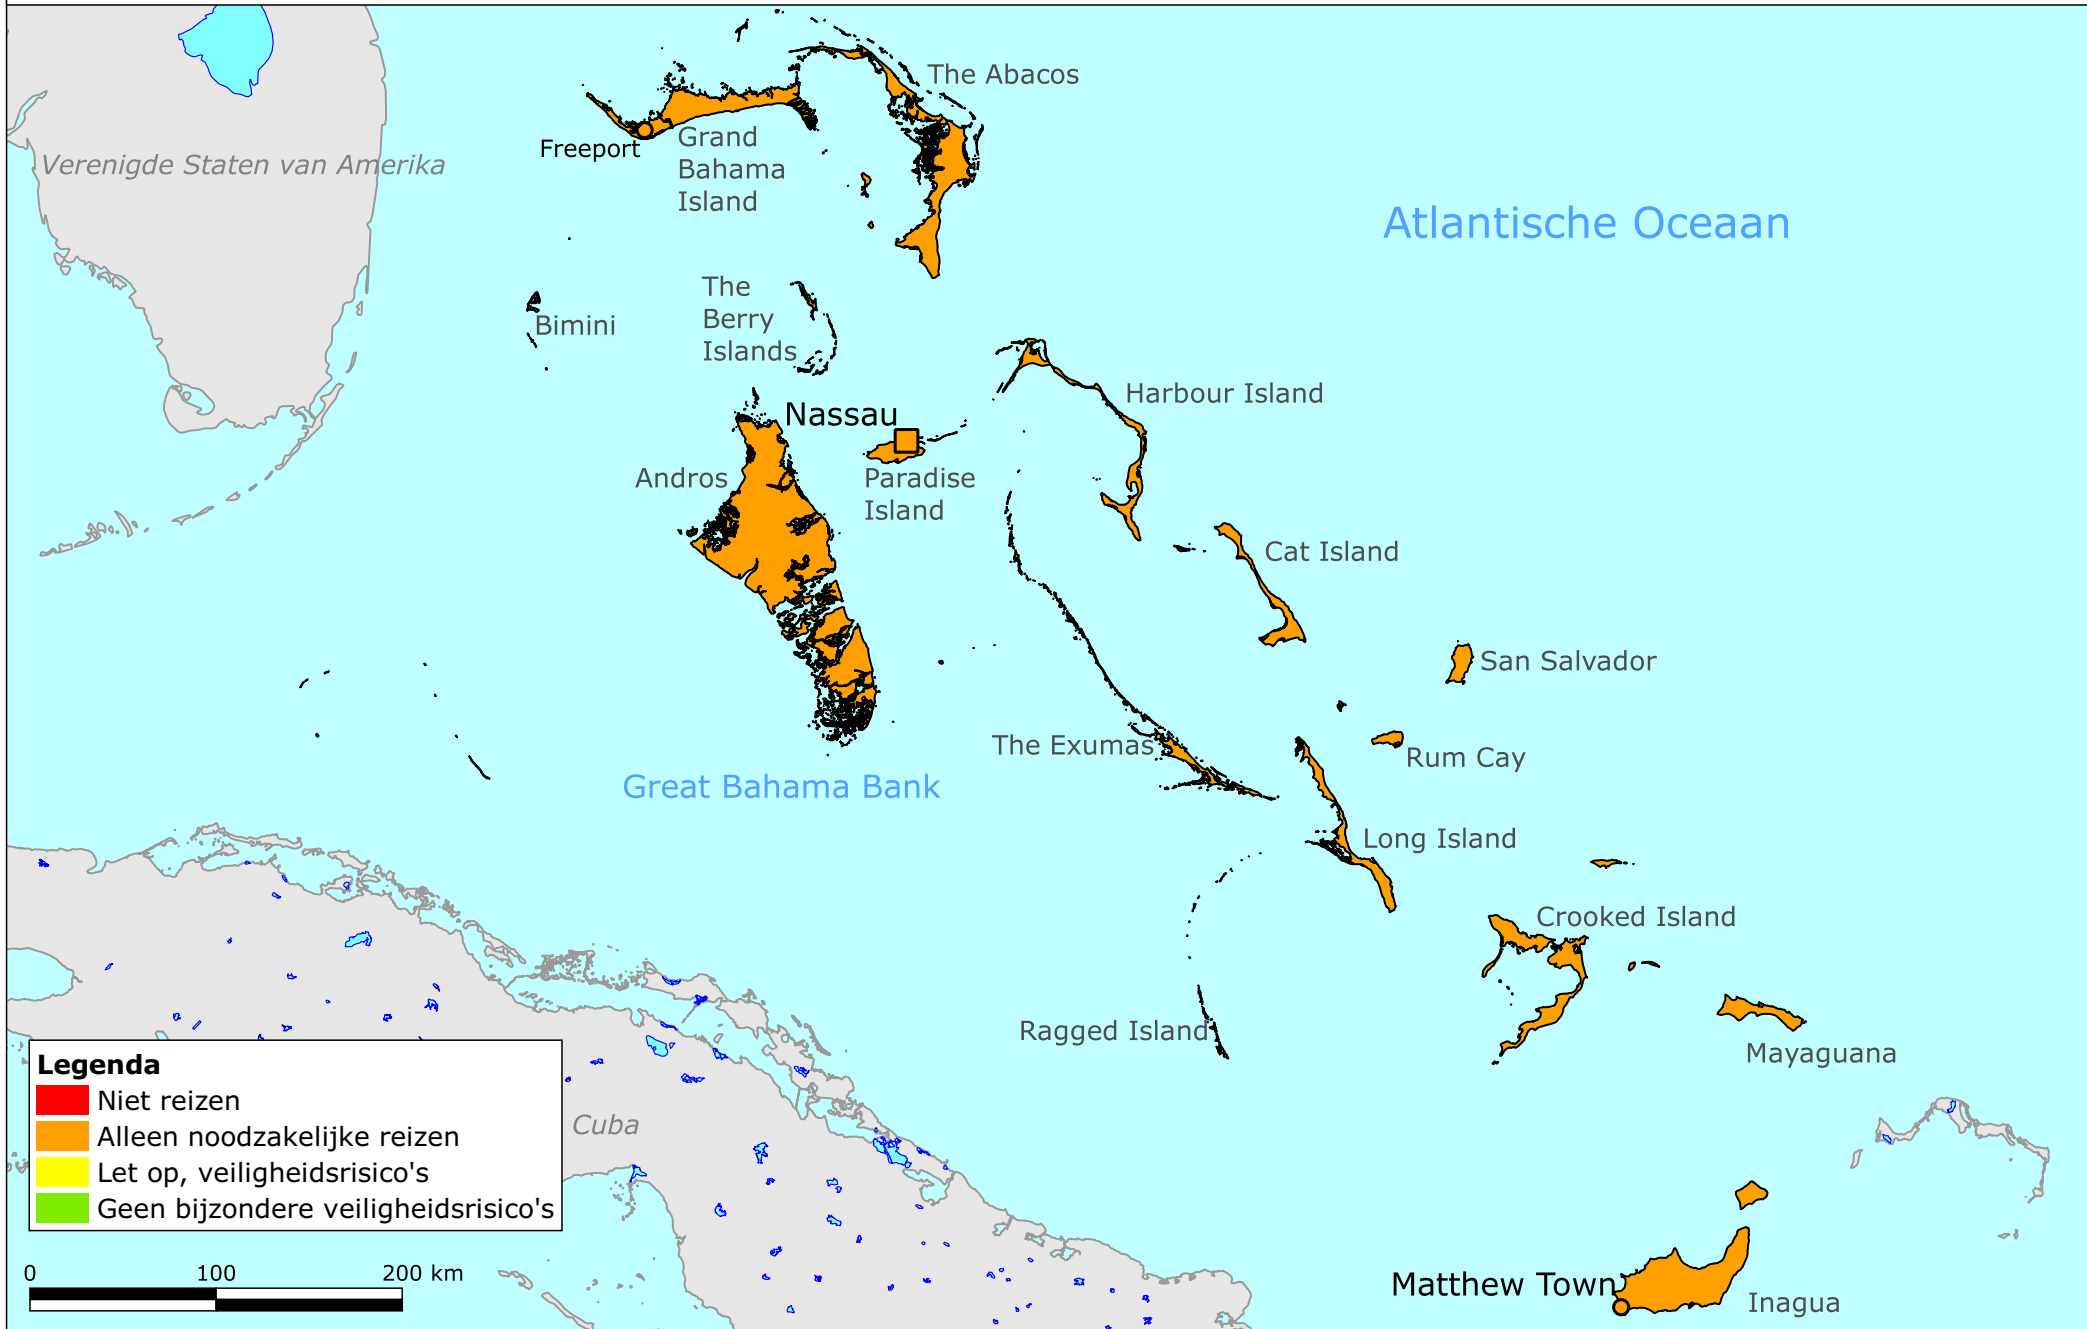 The Abacos
Freeport
Grand
Bahama
Island
Verenigde Staten van Amerika
Atlantische Oceaan
The
Berry
Islands
Bimini
Harbour Island
Nassau
Andros
Paradise
Island
Cat Island
San Salvador
The Exumas
Rum Cay
Great Bahama Bank
Long Island
Crooked Island
Ragged Island
Mayaguana
Legenda
Niet reizen
Alleen noodzakelijke reizen
Let op, veiligheidsrisico's
Geen bijzondere veiligheidsrisico's
Cuba
0 100 200 km
Matthew Town
Inagua